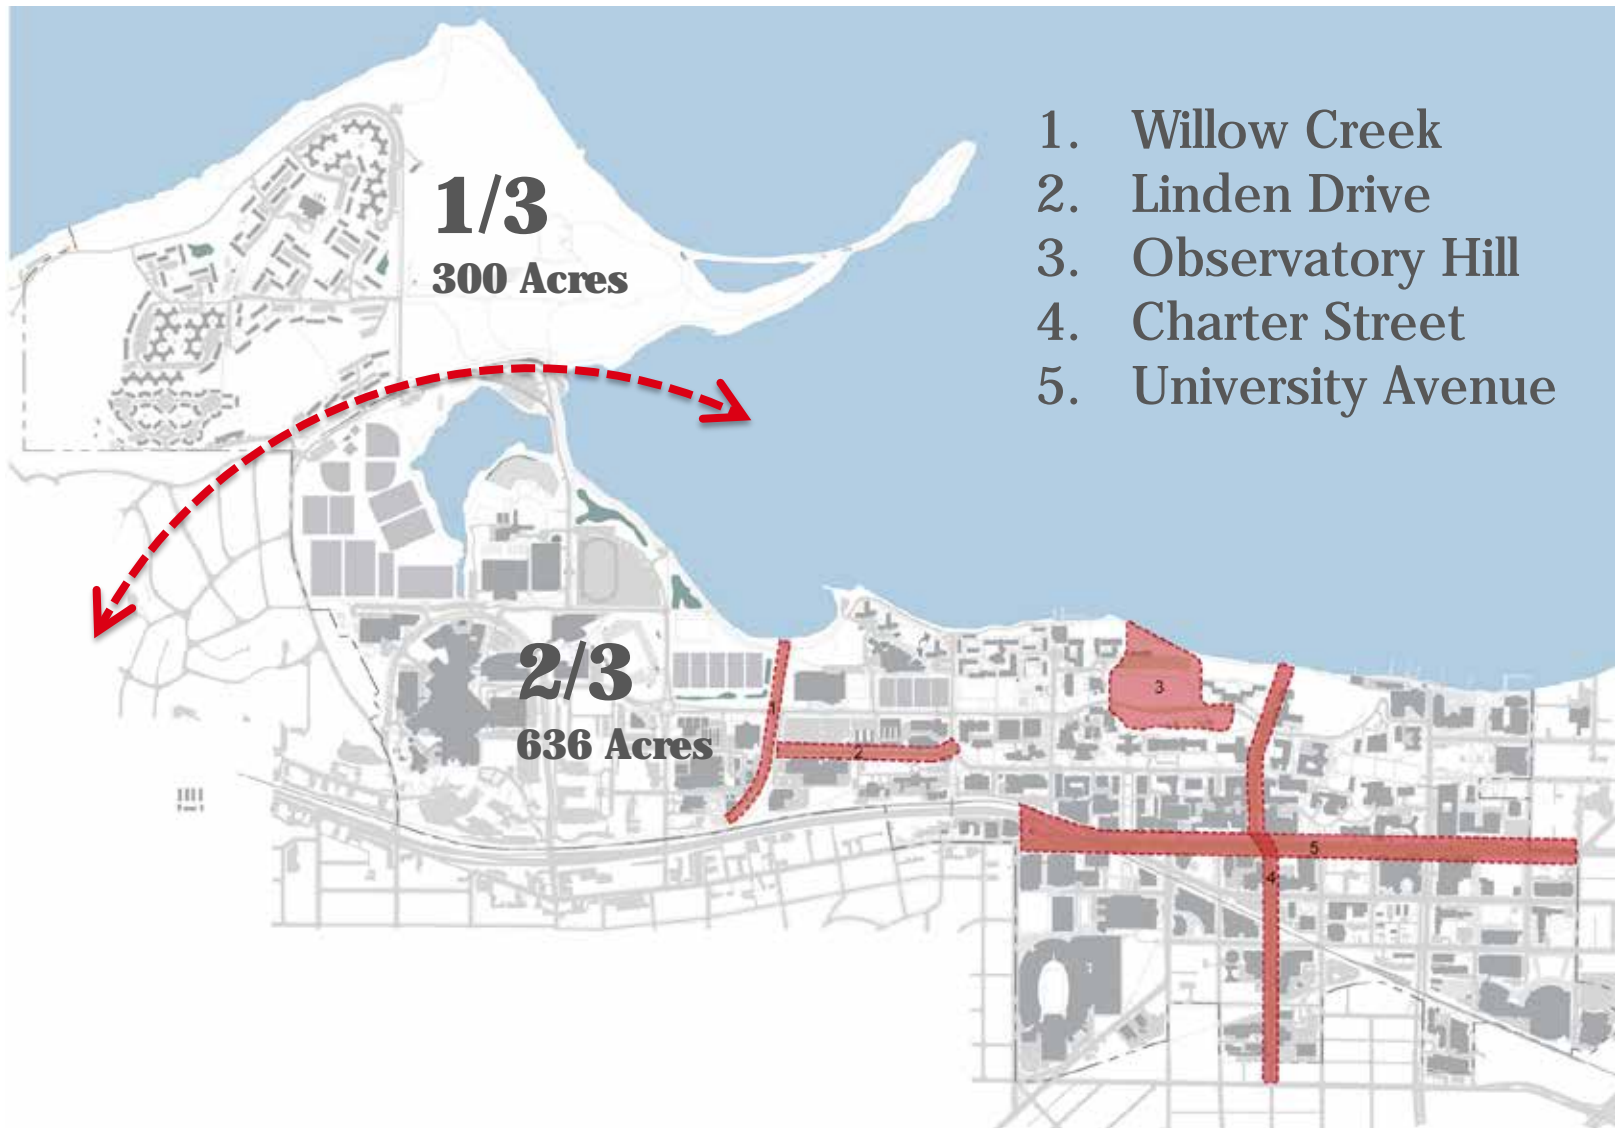 1/3
300 Acres
1. Willow Creek
2. Linden Drive
3. Observatory Hill
4. Charter Street
5. University Avenue
2/3
636 Acres
1
2
3
4
5